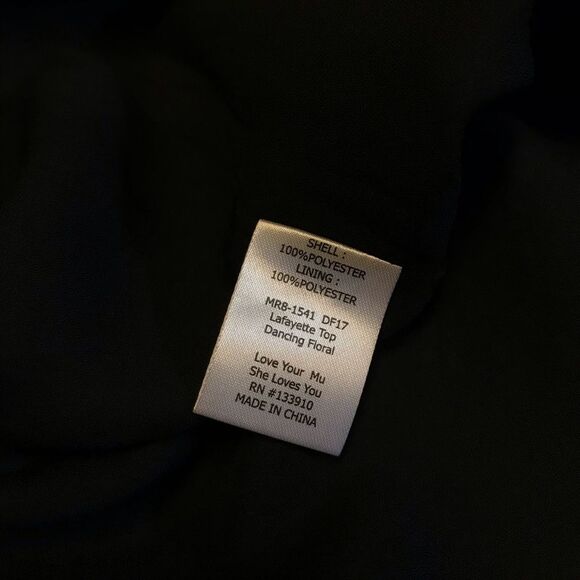 SHELL :
100%POLYESTER
LINING :
100%POLYESTER
MR8-1541 DF17
Lafayette Top
Dancing Floral
Love Your Mu
She Loves You
RN #133910
MADE IN CHINA